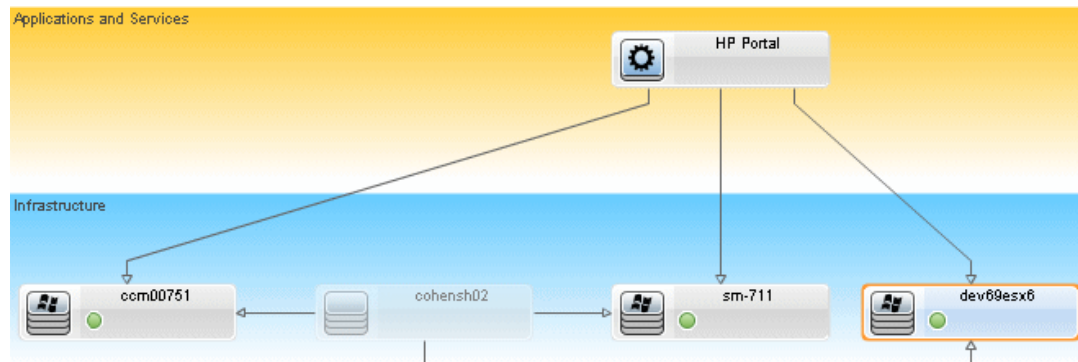 Applications and Services
HP Portal
Infrastructure
ccm00751
cohensh02
sm-711
dev69esx6